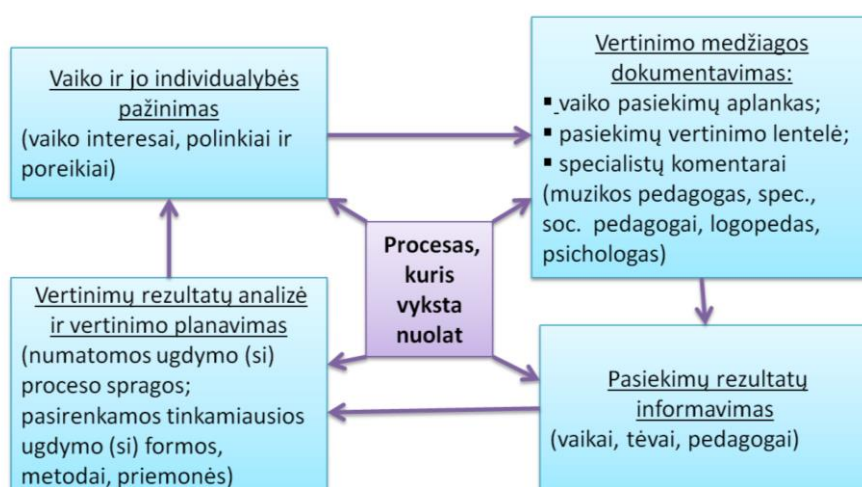 Vaiko ir jo individualybės
pažinimas
(vaiko interesai, polinkiai ir
poreikiai)
Vertinimo medžiagos
dokumentavimas:
▪ vaiko pasiekimų aplankas;
▪ pasiekimų vertinimo lentelė;
▪ specialistų komentarai
(muzikos pedagogas, spec.,
soc. pedagogai, logopedas,
psichologas)
Procesas,
kuris
vyksta
nuolat
Vertinimų rezultatų analizė
ir vertinimo planavimas
(numatomos ugdymo (si)
proceso spragos;
pasirenkamos tinkamiausios
ugdymo (si) formos,
metodai, priemonės)
Pasiekimų rezultatų
informavimas
(vaikai, tėvai, pedagogai)